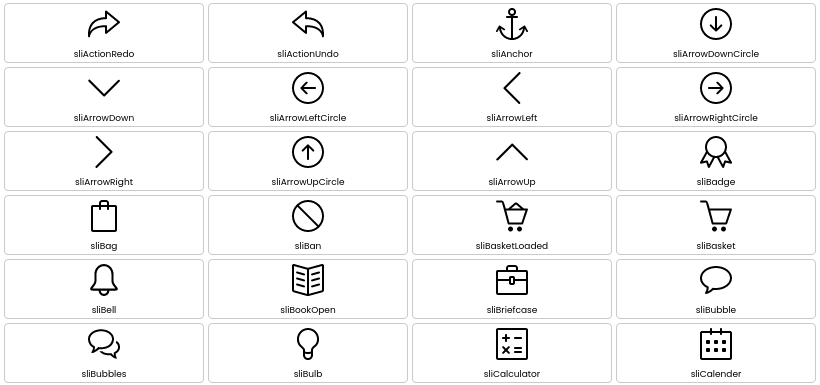 sliActionRedo
sliActionUndo
sliAnchor
sliArrowDownCircle
sliArrowDown
sliArrowLeftCircle
sliArrowLeft
sliArrowRightCircle
sliArrowRight
sliArrowUpCircle
sliArrowUp
sliBadge
sliBag
sliBan
sliBasketLoaded
sliBasket
sliBell
sliBookOpen
sliBriefcase
sliBubble
sliBubbles
sliBulb
sliCalculator
sliCalender